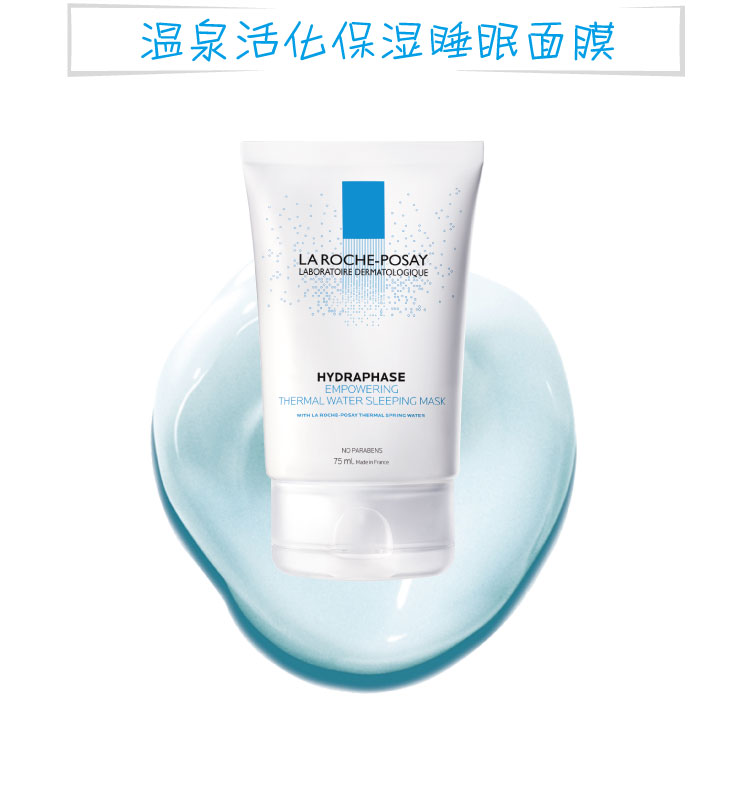 温泉活化保湿睡眠面膜
LA ROCHE-POSAY
LABORATOIRE DERMATOLOGIQUE
HYDRAPHASE
EMPOWERING
THERMAL WATER SLEEPING MASK
WITH LA ROCHE-POSAY THERMAL SPRING WATER
NO PARABENS
75 ml Made in France